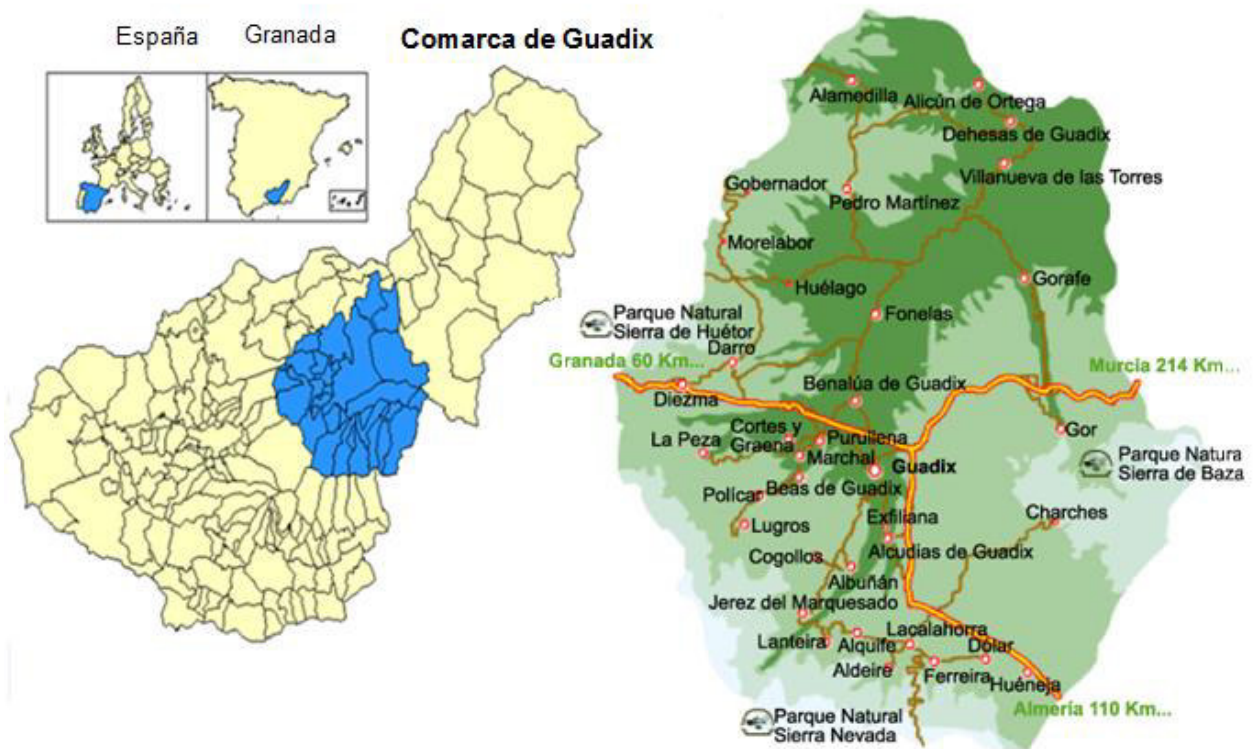 España
Granada
Comarca de Guadix
Alamedilla
Alicún de Ortega
Dehesas de Guadix
Villanueva de las Torres
Gobernador
Pedro Martínez
Morelabor
Huélago
Gorafe
Fonelas
Parque Natural
Sierra de Huétor
Darro
Granada 60 Km...
Murcia 214 Km...
Benalúa de Guadix
Diezma
Cortes y
Graena
Purullena
La Peza
Marchal
Gor
Guadix
Parque Natura
Sierra de Baza
Beas de Guadix
Polícar
Lugros
Exfiliana
Charches
Cogollos
Alcudias de Guadix
Albuñán
Jerez del Marquesado
Lacalahorra
Lanteira
Alquife
Dólar
Aldeire
Ferreira
Huéneja
Almería 110 Km...
Parque Natural
Sierra Nevada